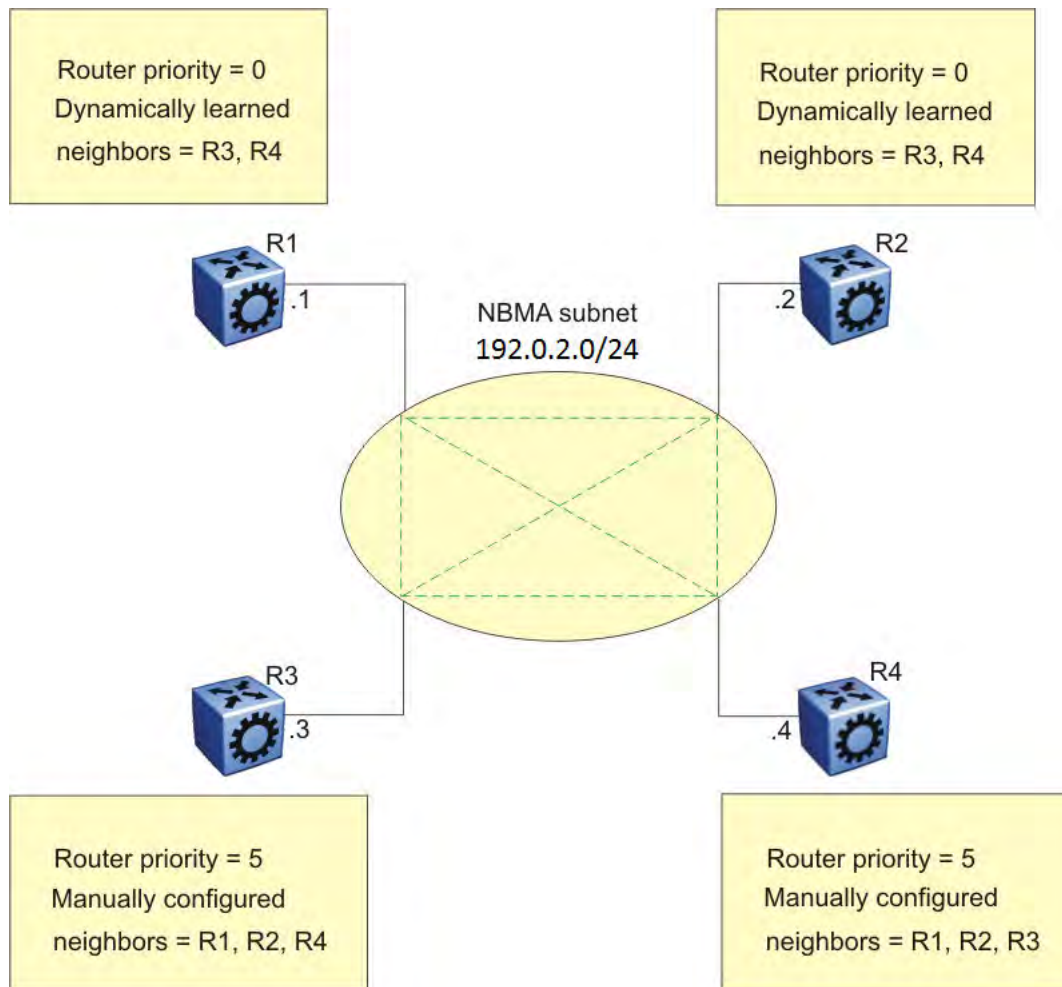 Router priority = 0
Dynamically learned
neighbors = R3, R4
Router priority = 0
Dynamically learned
neighbors = R3, R4
R1
.1
R2
.2
NBMA subnet
192.0.2.0/24
R3
.3
R4
.4
Router priority = 5
Manually configured
neighbors = R1, R2, R4
Router priority = 5
Manually configured
neighbors = R1, R2, R3